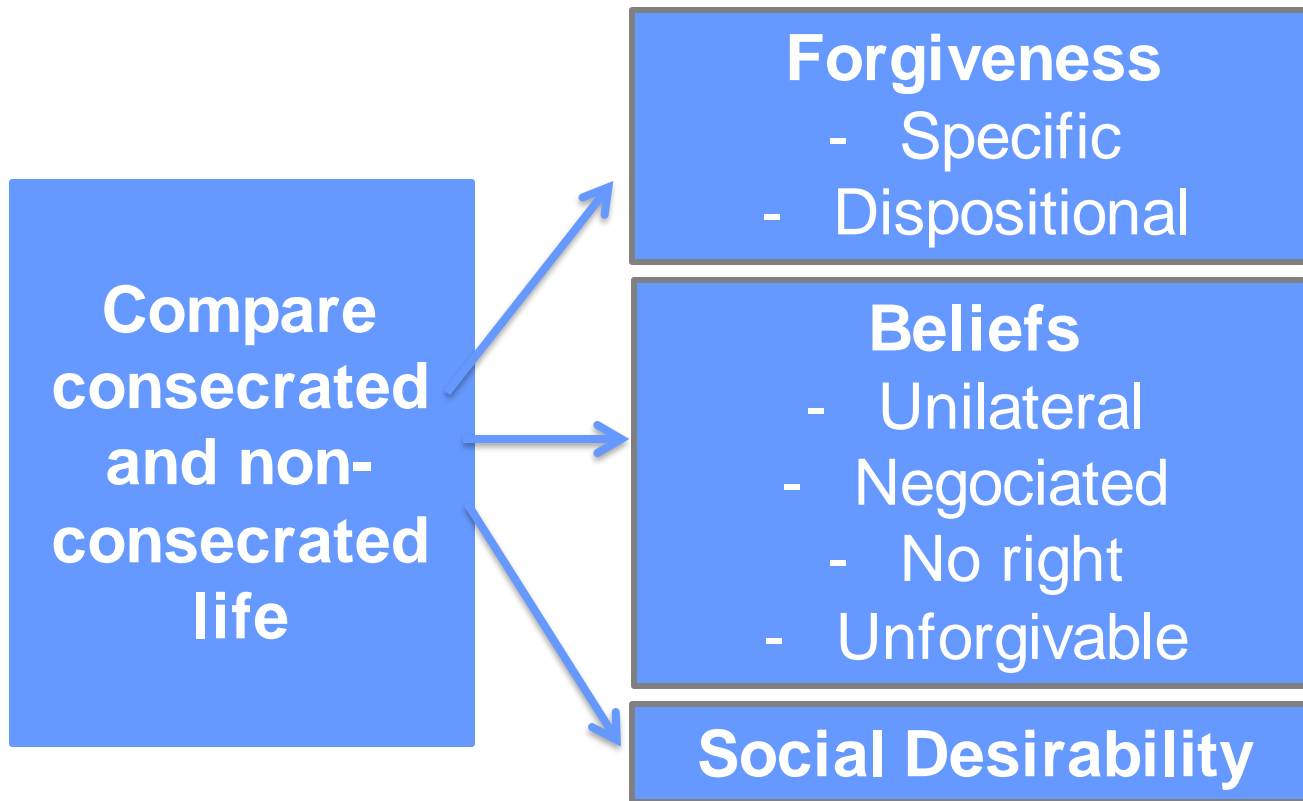 Compare
consecrated
and non-
consecrated
life
Forgiveness
- Specific
- Dispositional
Beliefs
- Unilateral
- Negociated
- No right
- Unforgivable
Social Desirability